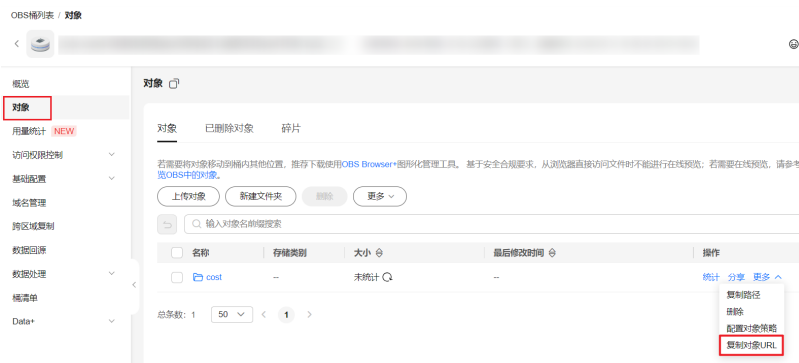 OBS桶列表 / 对象
概览
对象
用量统计 NEW
访问权限控制
基础配置
域名管理
跨区域复制
数据回源
数据处理
桶清单
Data+
对象
对象 已删除对象 碎片
若需要将对象移动到桶内其他位置，推荐下载使用OBS Browser+图形化管理工具。 基于安全合规要求，从浏览器直接访问文件时不能进行在线预览；若需要在线预览，请参考
览OBS中的对象。
上传对象 新建文件夹 删除 更多
输入对象名前缀搜索
名称 存储类别 大小 最后修改时间 操作
cost -- 未统计 -- 统计 分享 更多
复制路径
删除
配置对象策略
复制对象URL
总条数：1 50 1